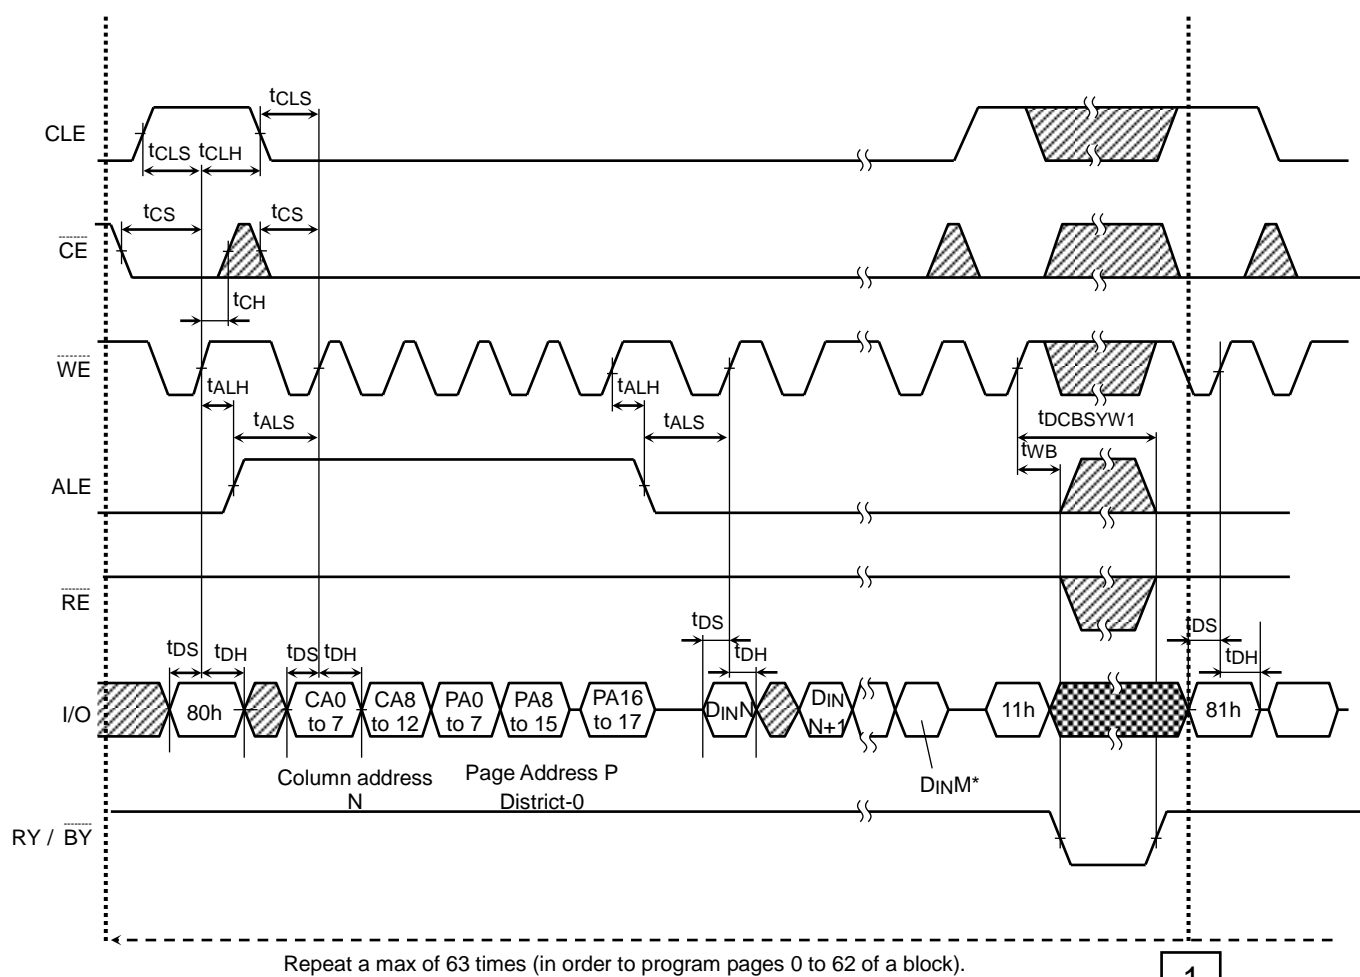 tCLS
CLE
tCLS tCLH
tCS tCS
CE
tCH
WE
tALH tALH
tALS tALS tDCBSYW1
tWB
ALE
RE
tDS tDS
tDS tDH tDS tDH tDH tDH
I/O 80h CA0 to 7 CA8 to 12 PA0 to 7 PA8 to 15 PA16 to 17 DINN DIN N+1 11h 81h
Column address N
Page Address P District-0
DINM*
RY / BY
Repeat a max of 63 times (in order to program pages 0 to 62 of a block).
1